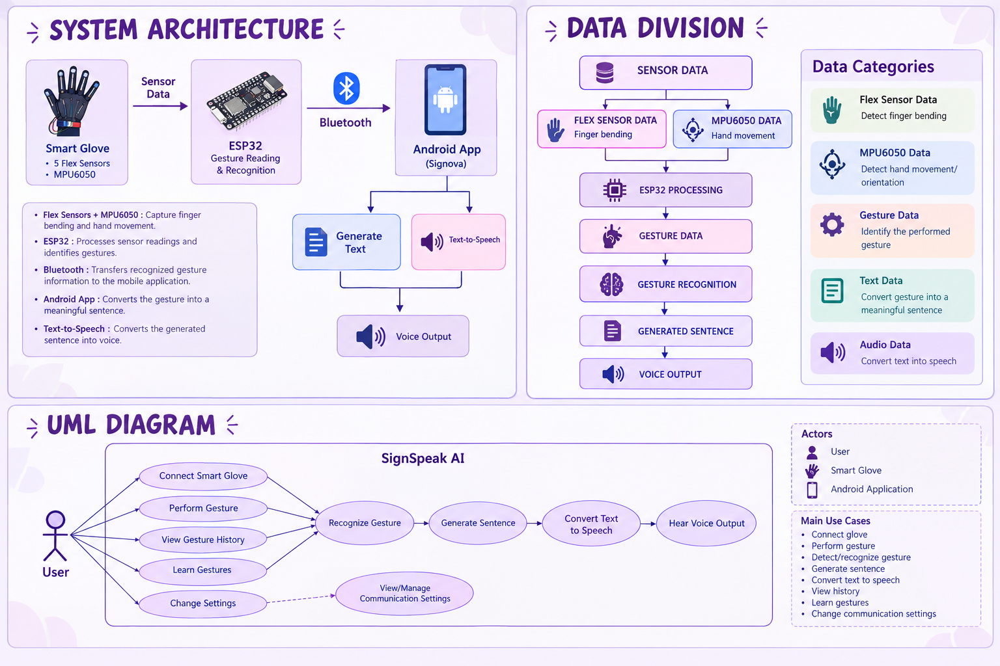 SYSTEM ARCHITECTURE
Smart Glove
• 5 Flex Sensors
• MPU6050
Sensor
Data
ESP32
Gesture Reading
& Recognition
Bluetooth
Android App
(Signova)
Generate
Text
Text-to-Speech
Voice Output
• Flex Sensors + MPU6050 : Capture finger
bending and hand movement.
• ESP32 : Processes sensor readings and
identifies gestures.
• Bluetooth : Transfers recognized gesture
information to the mobile application.
• Android App : Converts the gesture into a
meaningful sentence.
• Text-to-Speech : Converts the generated
sentence into voice.
DATA DIVISION
SENSOR DATA
FLEX SENSOR DATA
Finger bending
MPU6050 DATA
Hand movement
ESP32 PROCESSING
GESTURE DATA
GESTURE RECOGNITION
GENERATED SENTENCE
VOICE OUTPUT
Data Categories
Flex Sensor Data
Detect finger bending
MPU6050 Data
Detect hand movement/
orientation
Gesture Data
Identify the performed
gesture
Text Data
Convert gesture into a
meaningful sentence
Audio Data
Convert text into speech
UML DIAGRAM
SignSpeak AI
User
Connect Smart Glove
Perform Gesture
View Gesture History
Learn Gestures
Change Settings
Recognize Gesture
Generate Sentence
Convert Text
to Speech
Hear Voice Output
View/Manage
Communication Settings
Actors
User
Smart Glove
Android Application
Main Use Cases
• Connect glove
• Perform gesture
• Detect/recognize gesture
• Generate sentence
• Convert text to speech
• View history
• Learn gestures
• Change communication settings